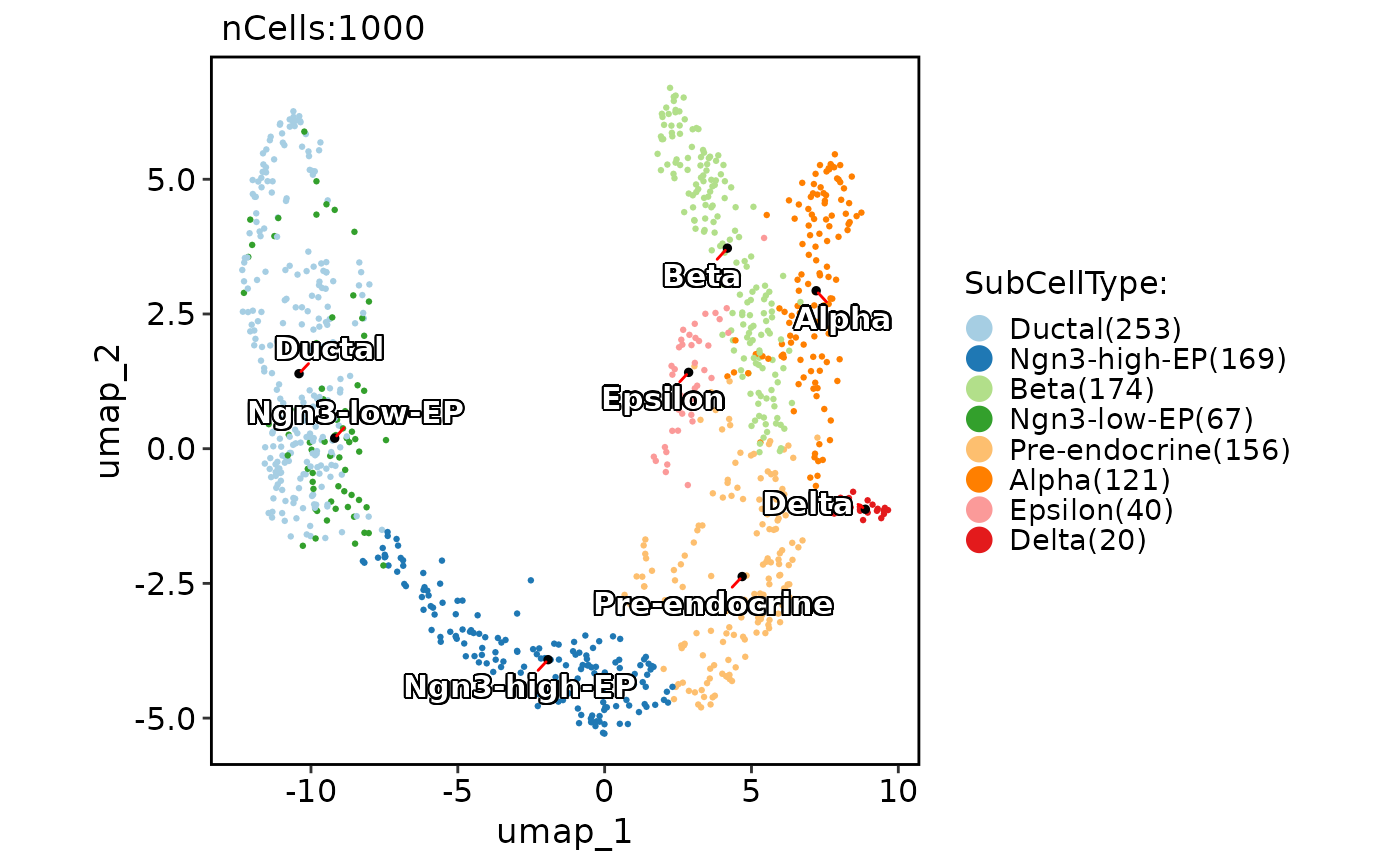 nCells:1000
umap_2
5.0
2.5
0.0
-2.5
-5.0
Beta
Alpha
Ductal
Epsilon
Ngn3-low-EP
Delta
Pre-endocrine
Ngn3-high-EP
-10
-5
0
5
10
umap_1
SubCellType:
Ductal(253)
Ngn3-high-EP(169)
Beta(174)
Ngn3-low-EP(67)
Pre-endocrine(156)
Alpha(121)
Epsilon(40)
Delta(20)